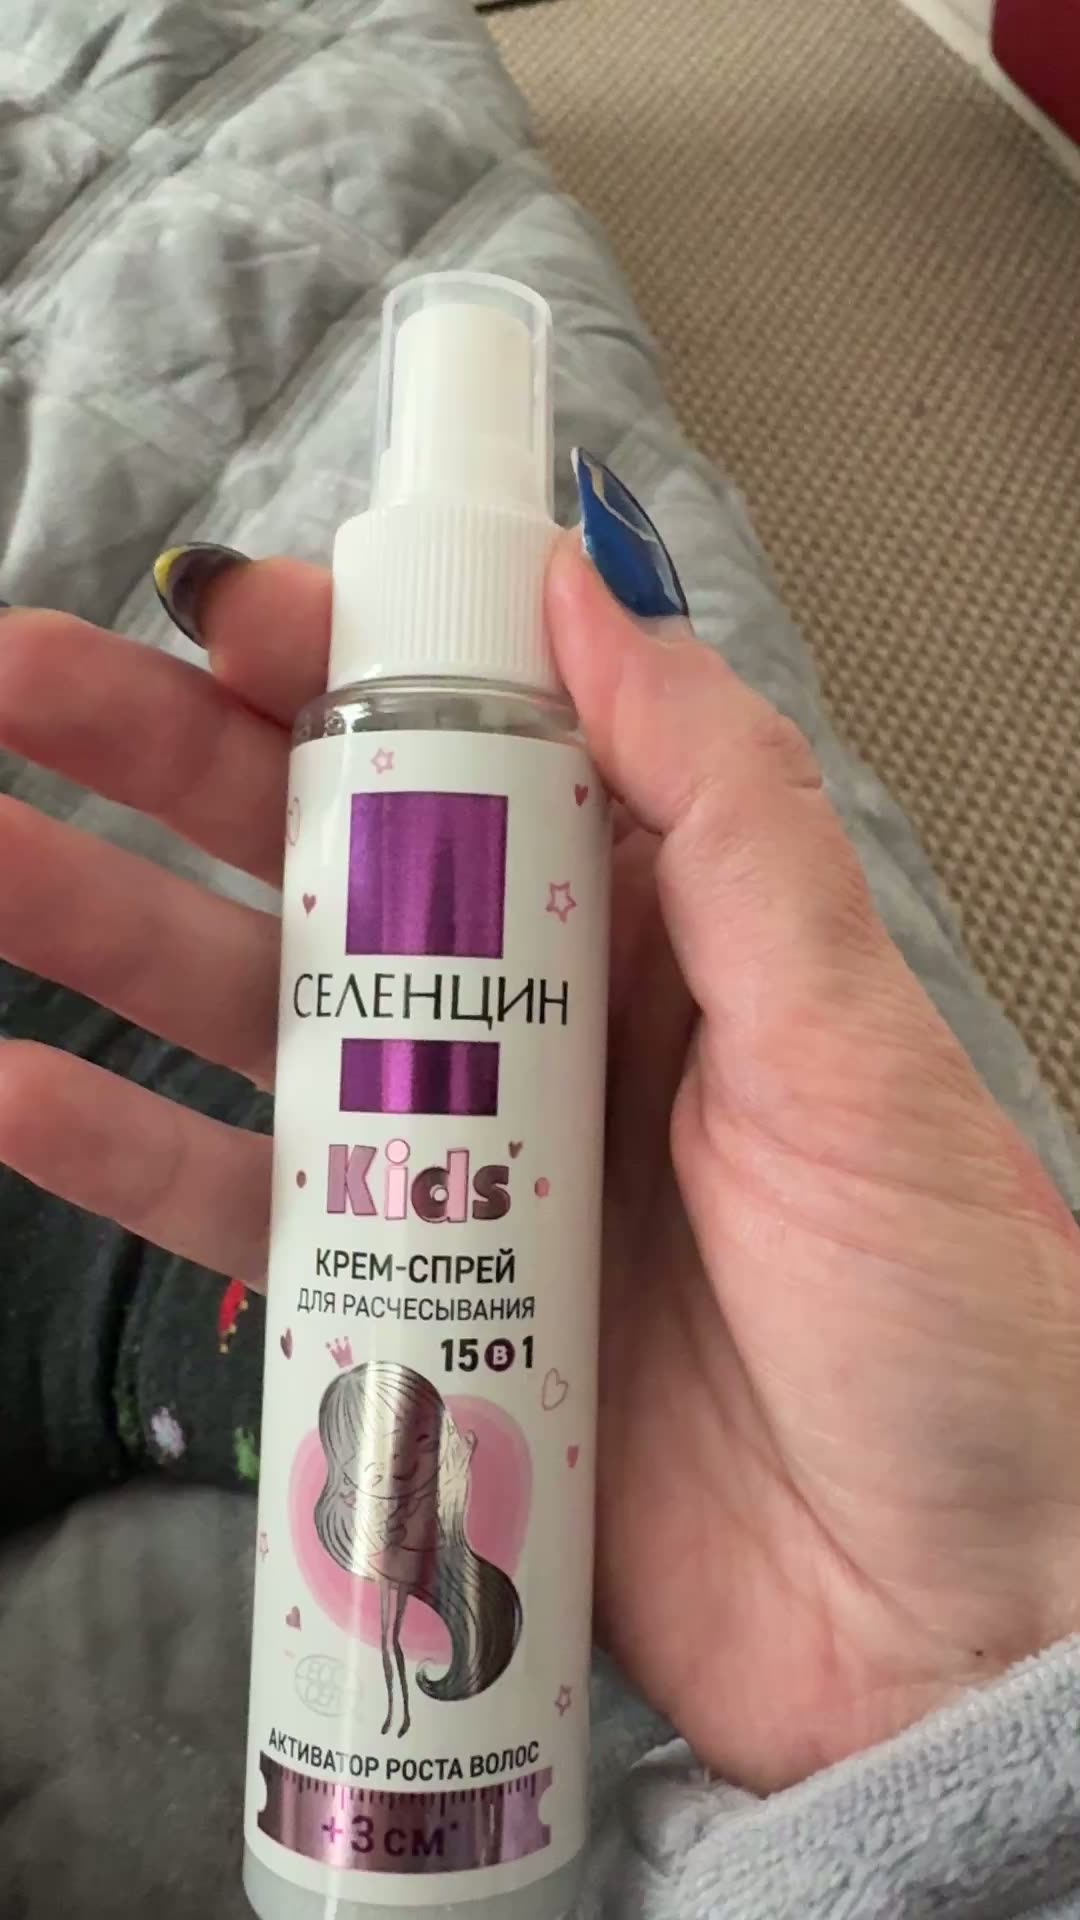 СЕЛЕНЦИН
Kids
КРЕМ-СПРЕЙ
ДЛЯ РАСЧЕСЫВАНИЯ
15 В 1
АКТИВАТОР РОСТА ВОЛОС
+3 см*